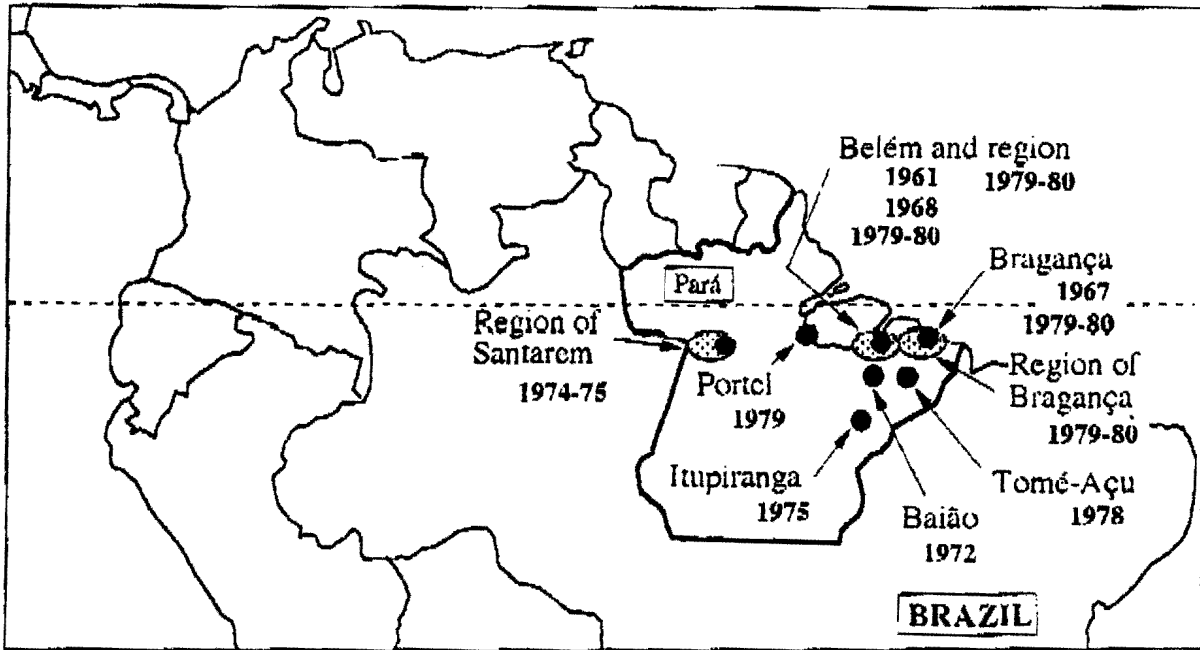 Belém and region
1961 1979-80
1968
1979-80
Pará
Bragança
1967
1979-80
Region of
Santarem
1974-75
Portel
1979
Region of
Bragança
1979-80
Itupiranga
1975
Tomé-Açu
1978
Baião
1972
BRAZIL